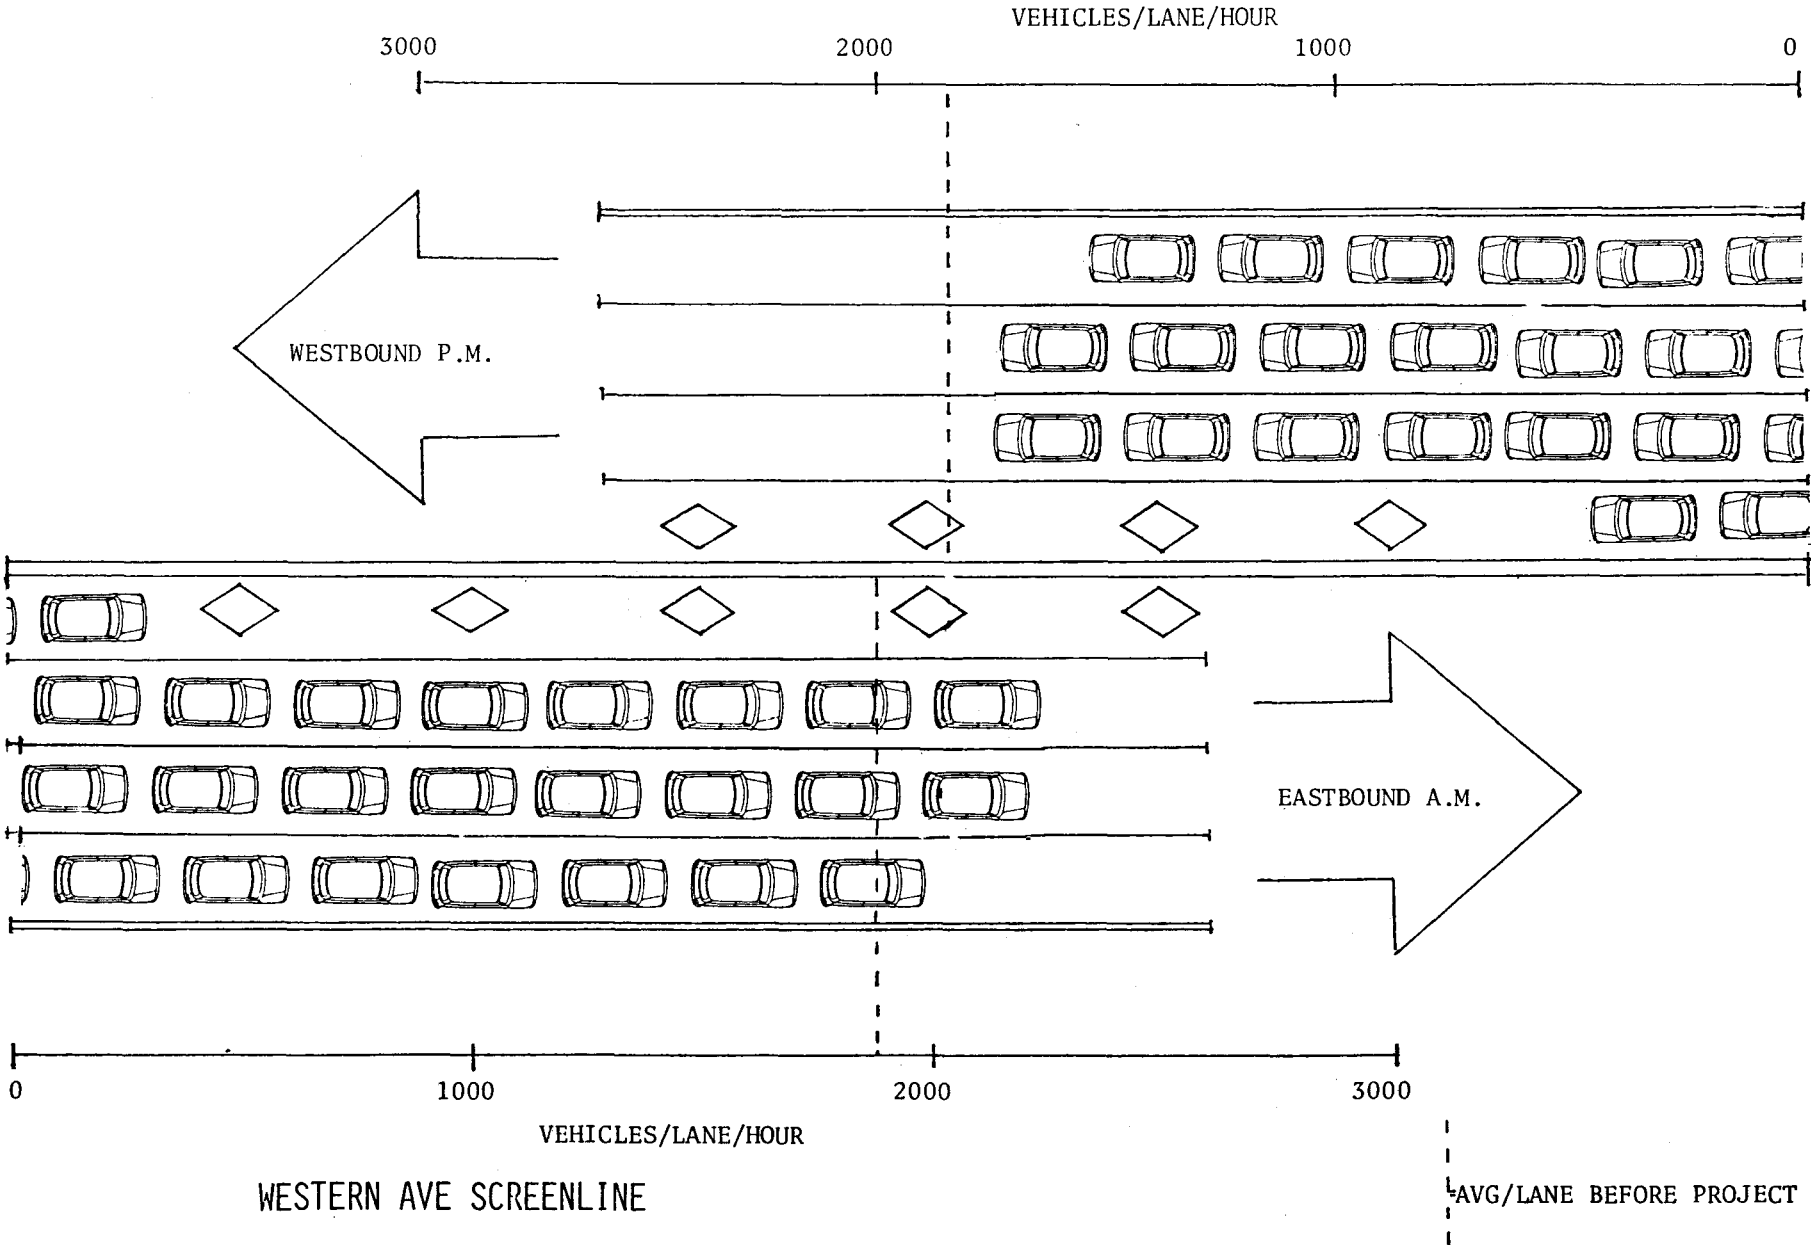 VEHICLES/LANE/HOUR
3000 2000 1000 0
WESTBOUND P.M.
EASTBOUND A.M.
0 1000 2000 3000
VEHICLES/LANE/HOUR
WESTERN AVE SCREENLINE
AVG/LANE BEFORE PROJECT